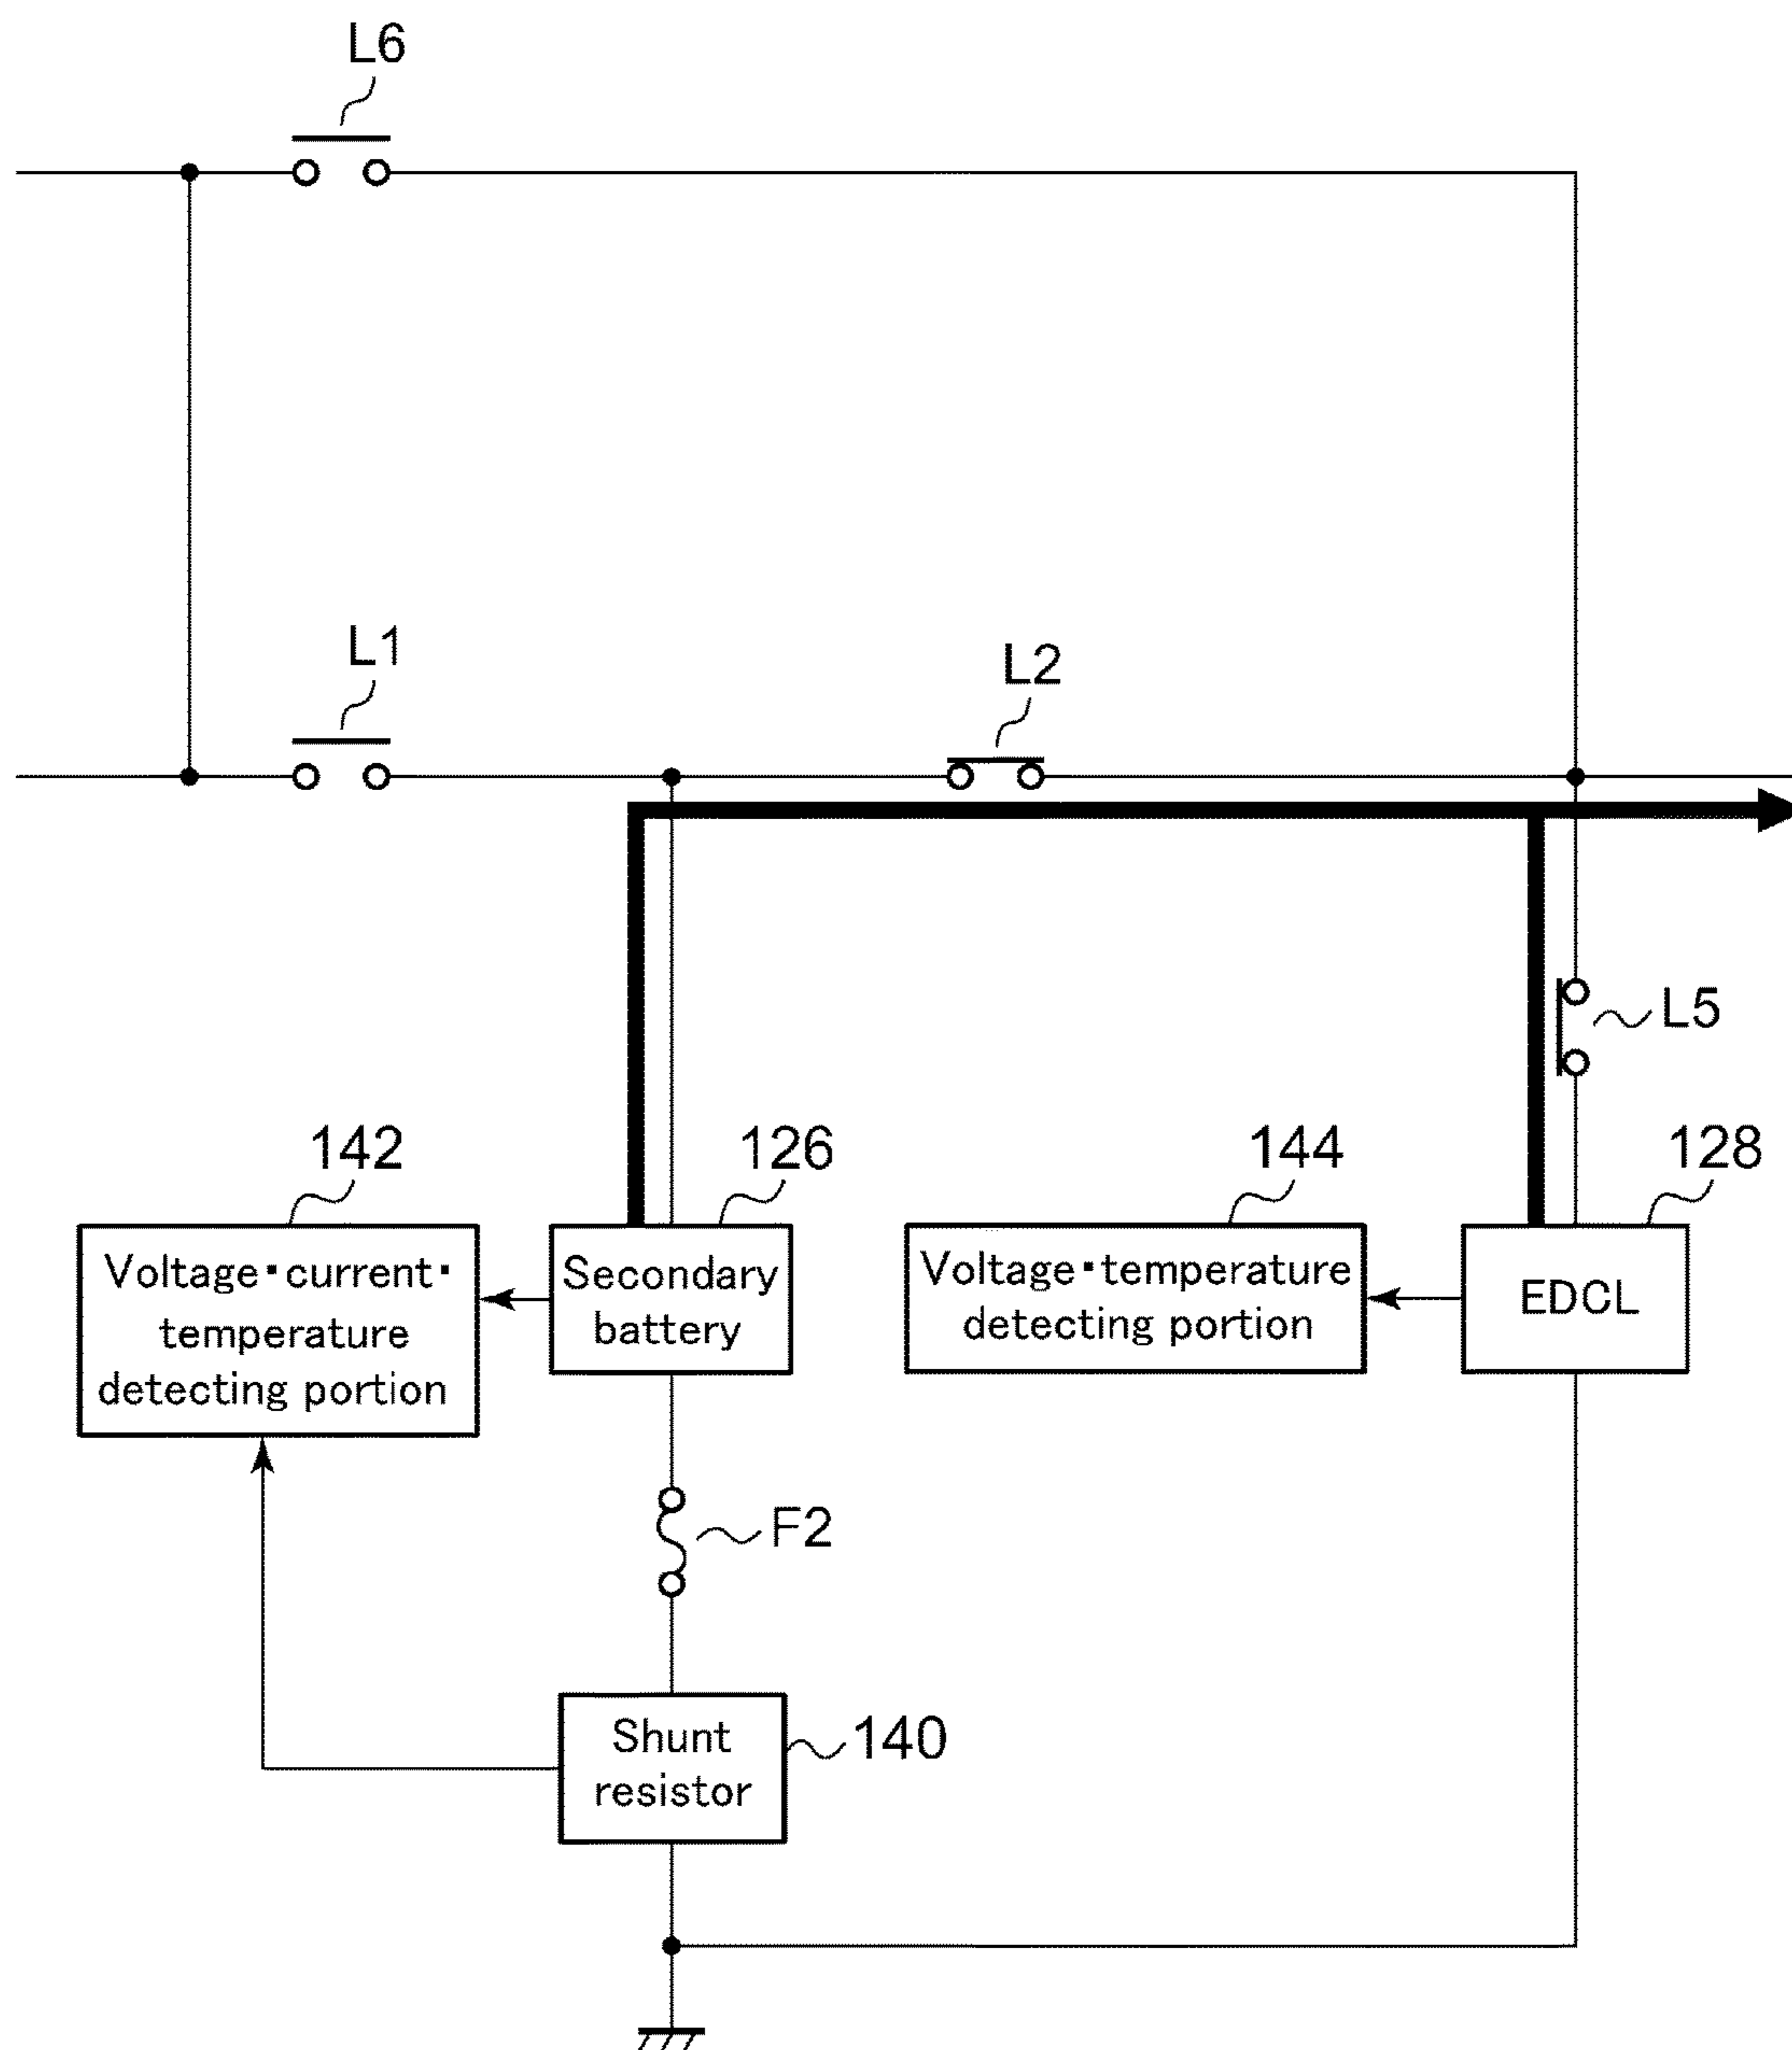 L6
L1
L2
L5
142
126
144
128
Voltage・current・
temperature
detecting portion
Secondary
battery
Voltage・temperature
detecting portion
EDCL
F2
Shunt
resistor
140